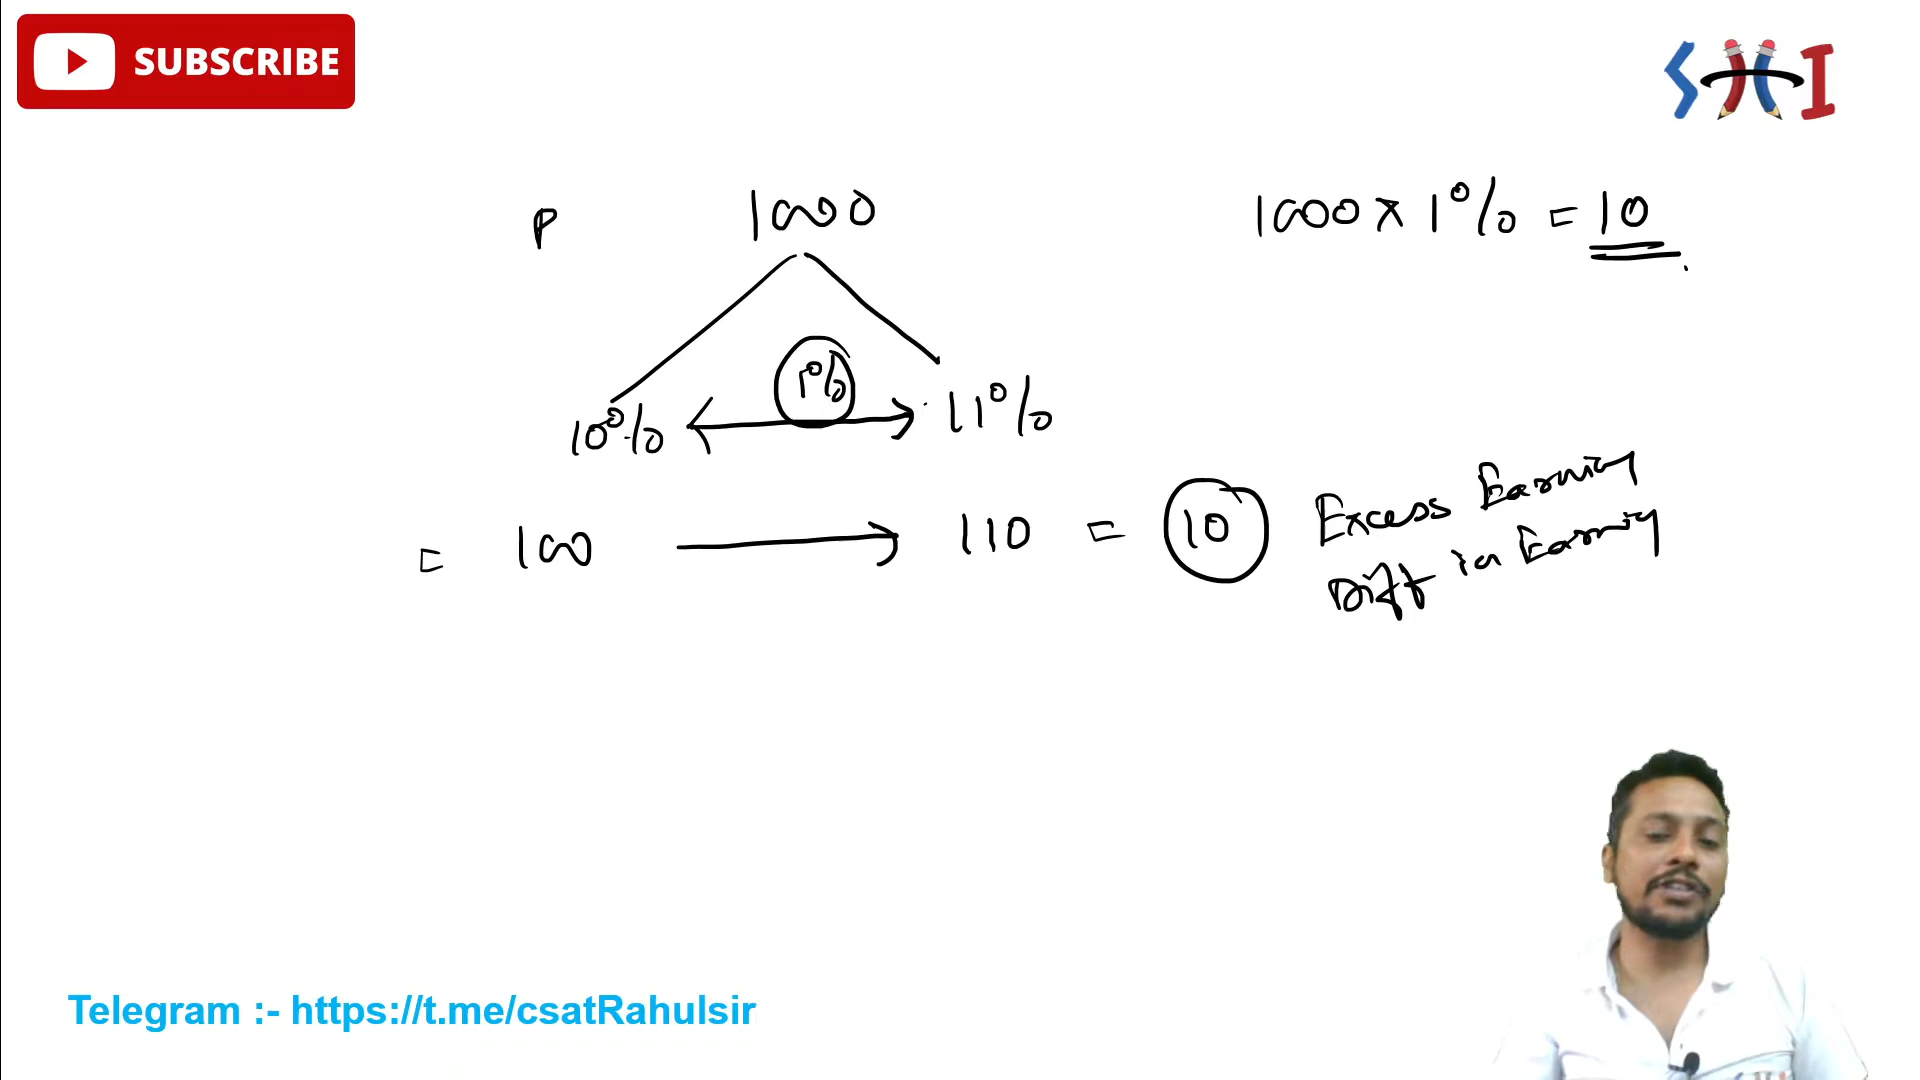 SUBSCRIBE
SHI
P 1000
1000 x 1% = 10
1%
10% 11%
= 100 110 = 10
Excess Earning
Diff in Earning
Telegram :- https://t.me/csatRahulsir